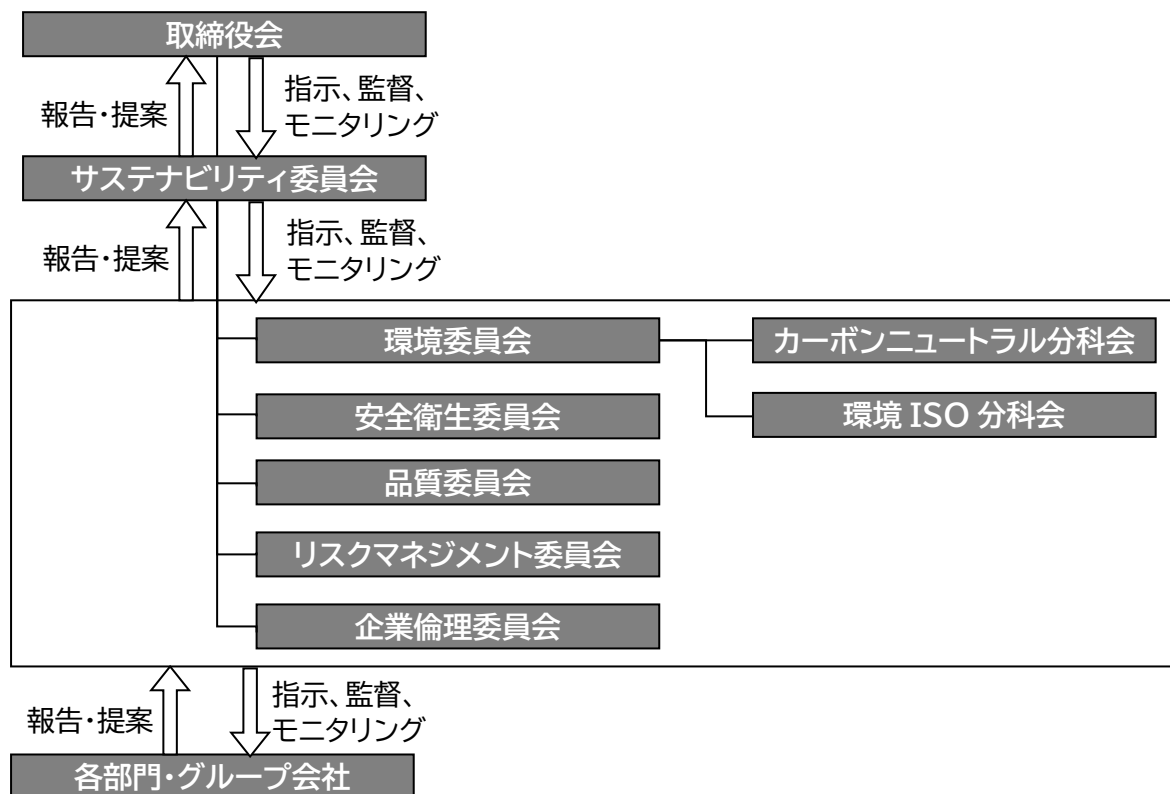 取締役会
報告・提案
指示、監督、
モニタリング
サステナビリティ委員会
報告・提案
指示、監督、
モニタリング
環境委員会
カーボンニュートラル分科会
安全衛生委員会
環境 ISO 分科会
品質委員会
リスクマネジメント委員会
企業倫理委員会
報告・提案
指示、監督、
モニタリング
各部門・グループ会社